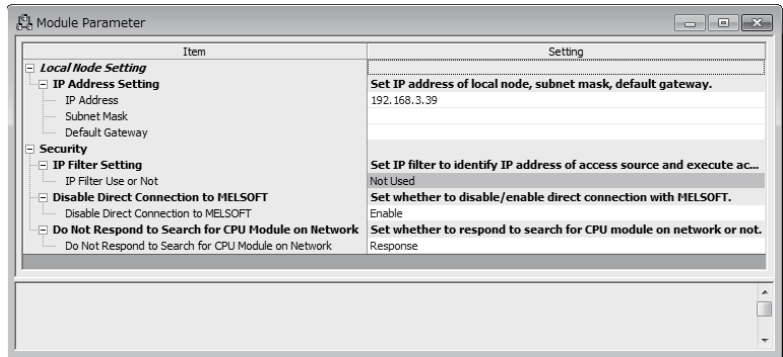 Module Parameter
Item Setting
Local Node Setting
IP Address Setting Set IP address of local node, subnet mask, default gateway.
IP Address 192.168.3.39
Subnet Mask
Default Gateway
Security
IP Filter Setting Set IP filter to identify IP address of access source and execute ac...
IP Filter Use or Not Not Used
Disable Direct Connection to MELSOFT Set whether to disable/enable direct connection with MELSOFT.
Disable Direct Connection to MELSOFT Enable
Do Not Respond to Search for CPU Module on Network Set whether to respond to search for CPU module on network or not.
Do Not Respond to Search for CPU Module on Network Response